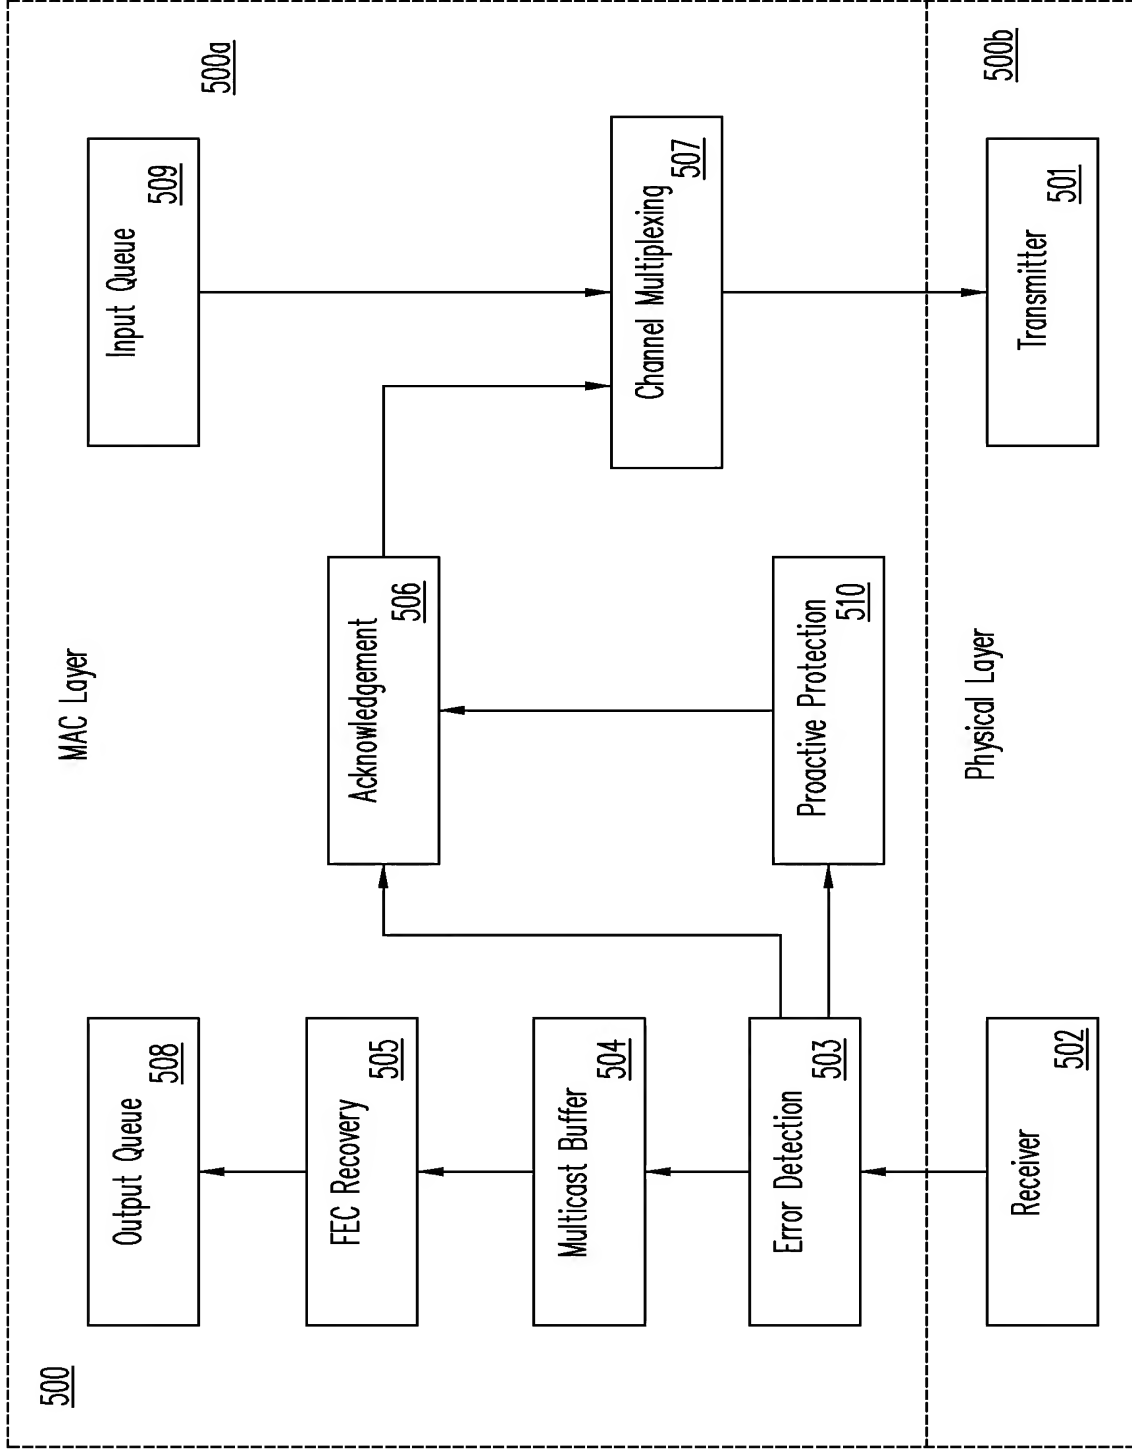 500
MAC Layer
500a
Output Queue
508
Input Queue
509
FEC Recovery
505
Acknowledgement
506
Multicast Buffer
504
Channel Multiplexing
507
Error Detection
503
Proactive Protection
510
Physical Layer
500b
Receiver
502
Transmitter
501